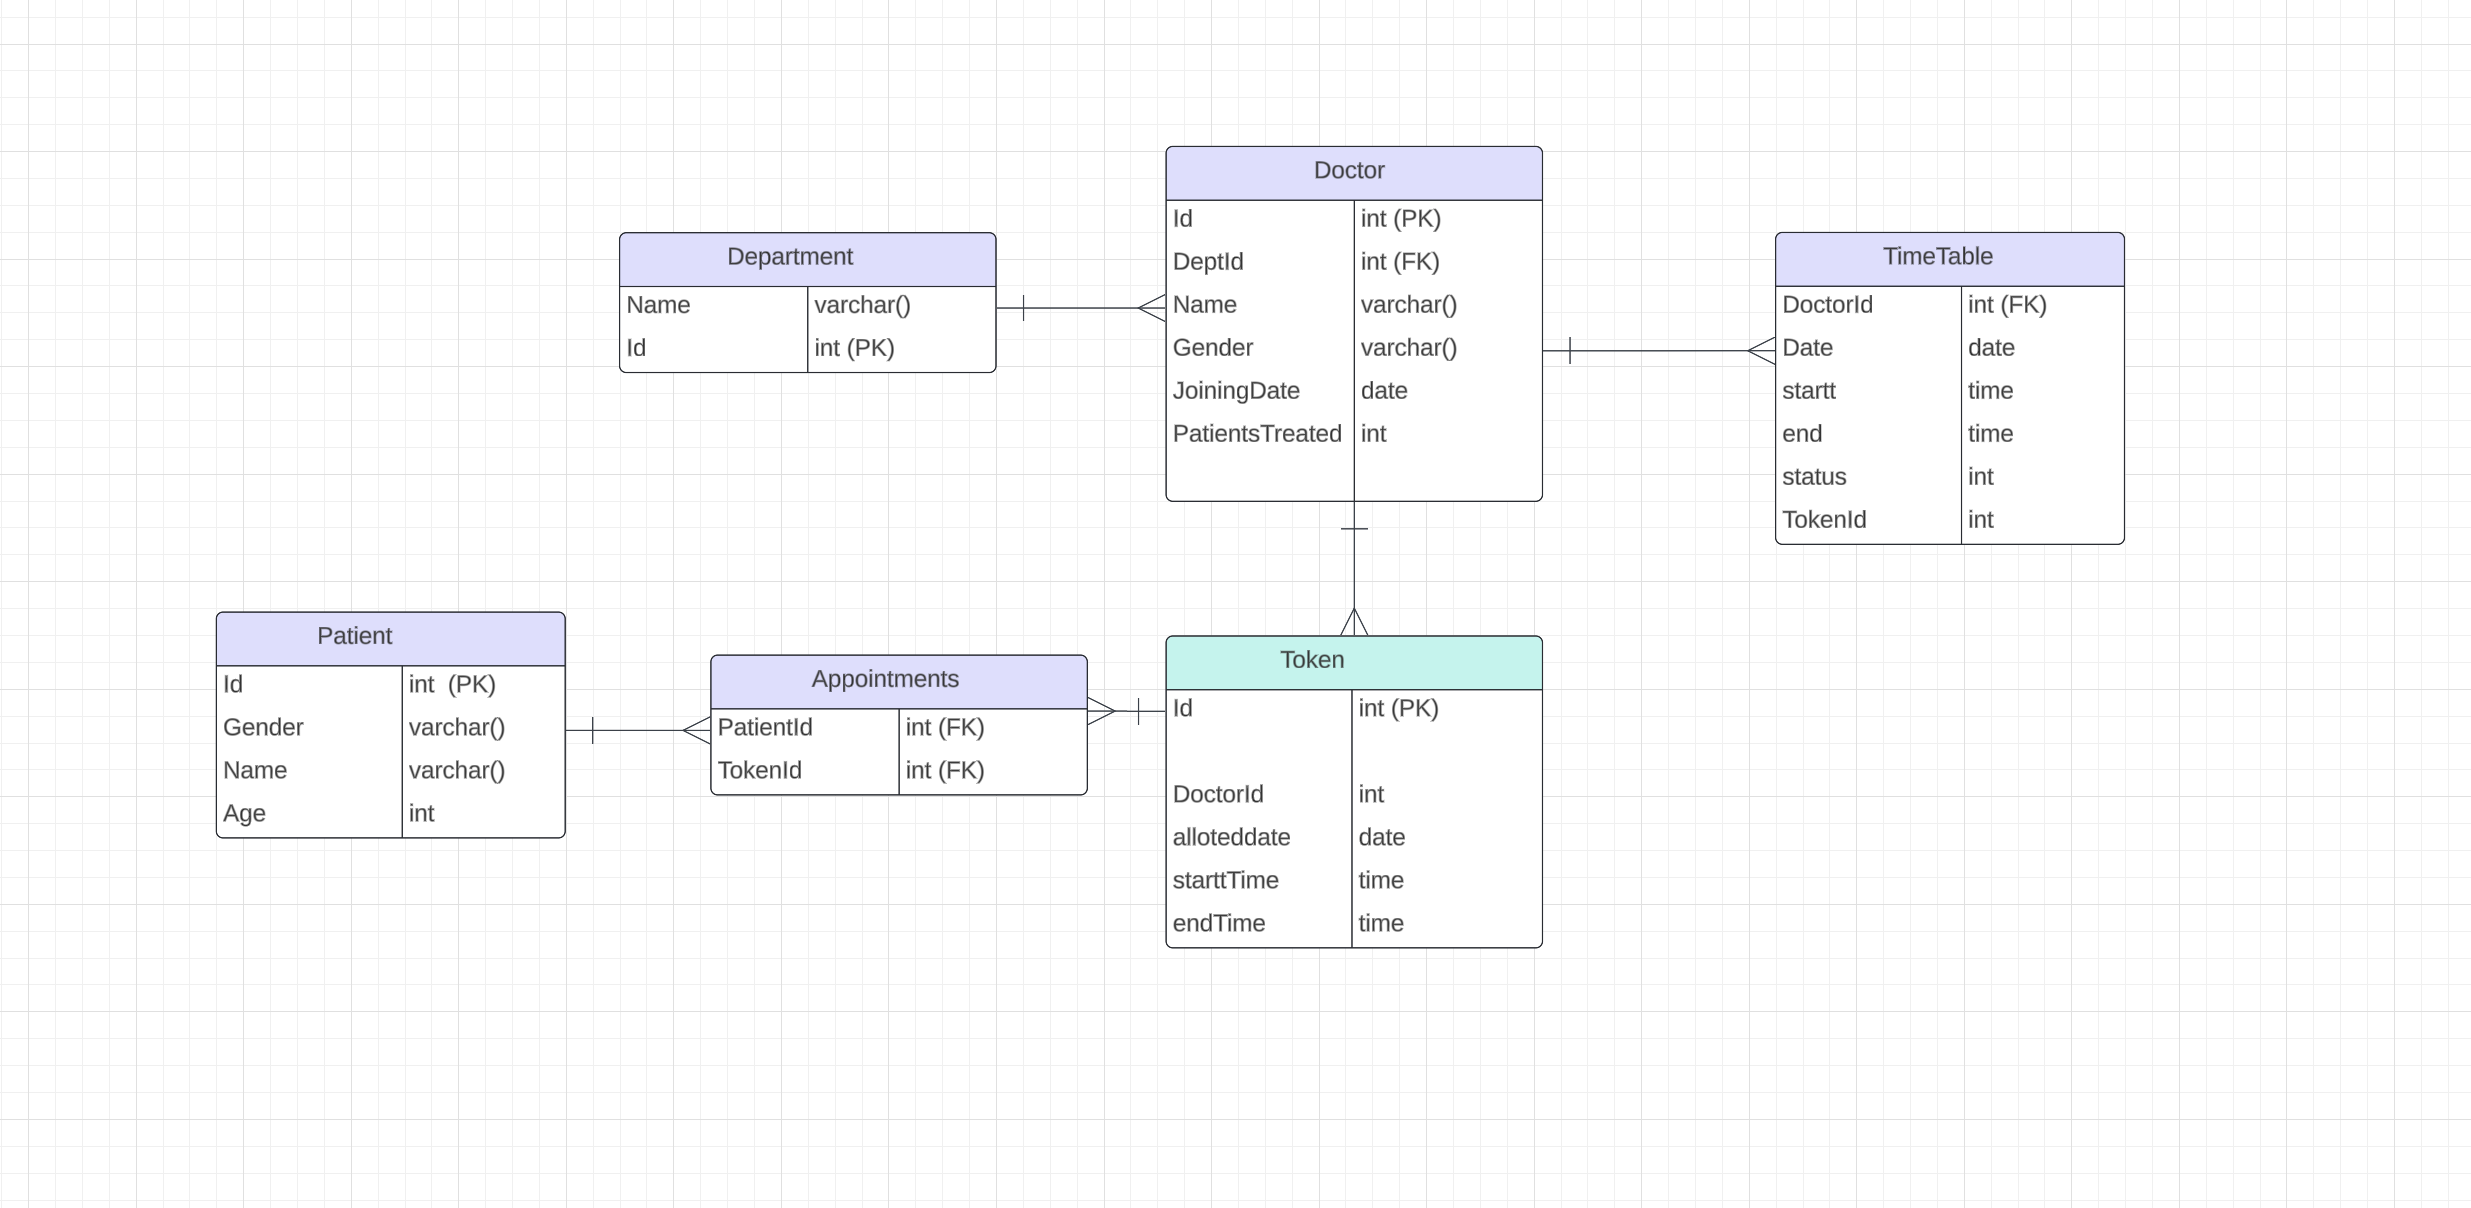 Doctor
Id int (PK)
DeptId int (FK)
Name varchar()
Gender varchar()
JoiningDate date
PatientsTreated int
Department
Name varchar()
Id int (PK)
TimeTable
DoctorId int (FK)
Date date
startt time
end time
status int
TokenId int
Patient
Id int (PK)
Gender varchar()
Name varchar()
Age int
Appointments
PatientId int (FK)
TokenId int (FK)
Token
Id int (PK)
DoctorId int
alloteddate date
starttTime time
endTime time